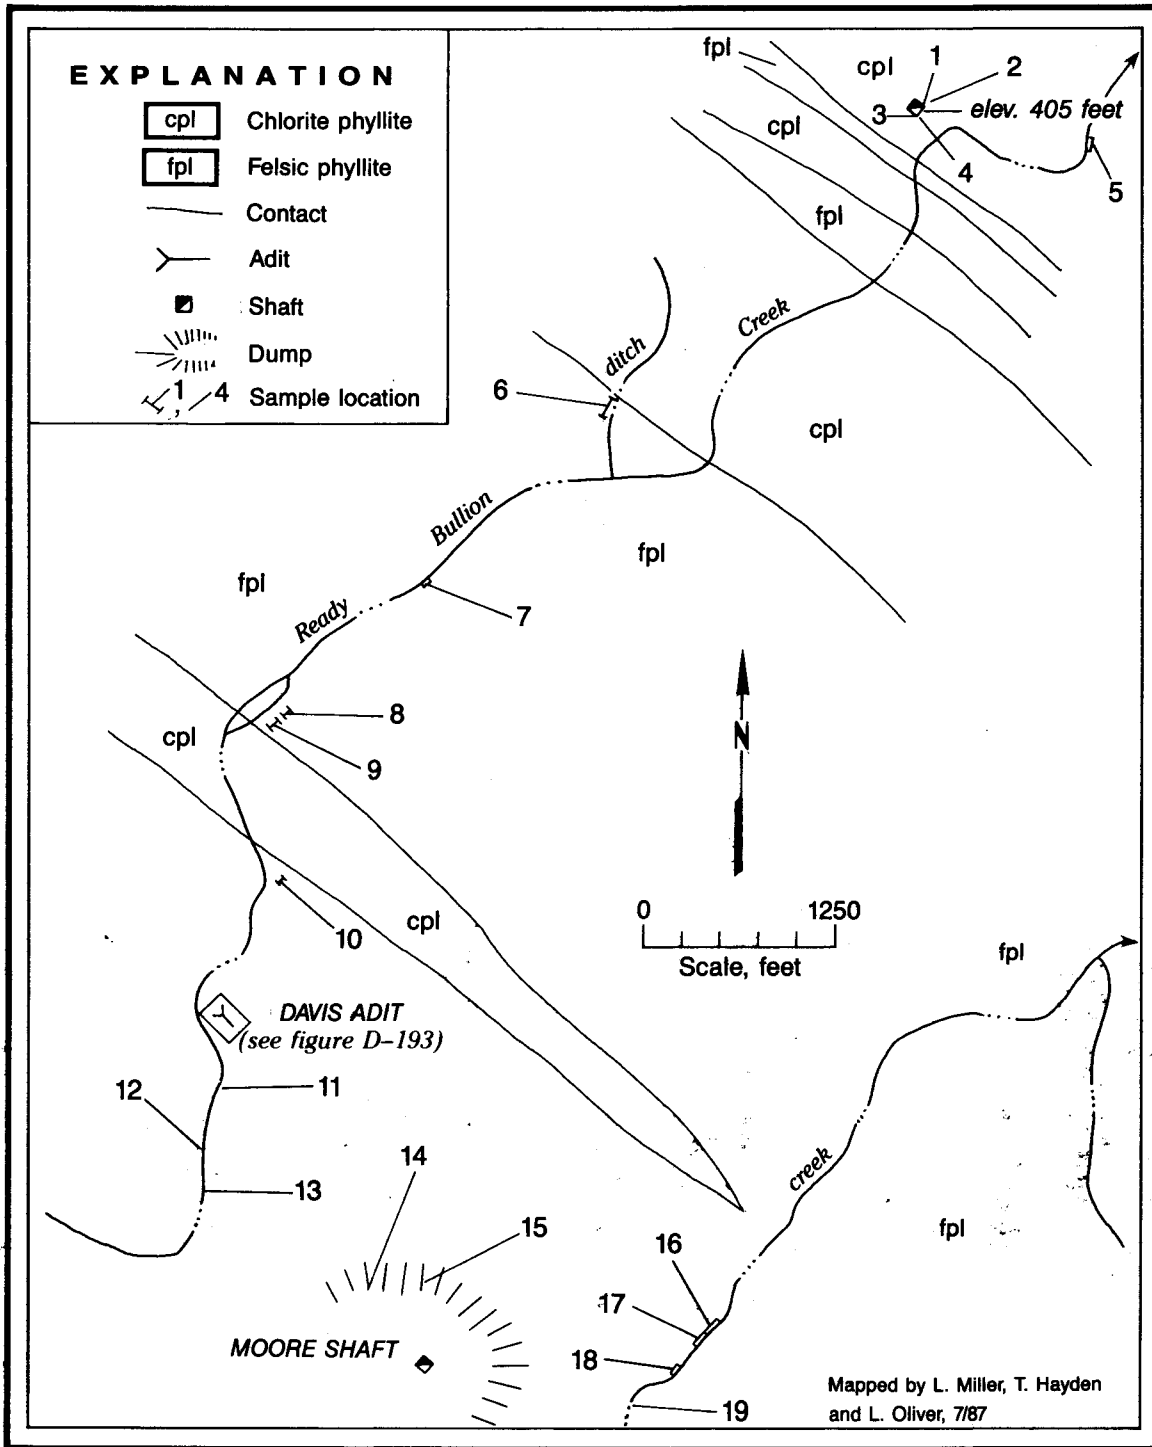 EXPLANATION
cpl Chlorite phyllite
fpl Felsic phyllite
Contact
Adit
Shaft
Dump
1, 4 Sample location
fpl
cpl
1
2
3
elev. 405 feet
4
5
cpl
fpl
Creek
ditch
6
cpl
Bullion
fpl
fpl
7
Ready
8
cpl
9
N
10
cpl
0 1250
Scale, feet
fpl
DAVIS ADIT
(see figure D-193)
12
11
13
14
15
creek
fpl
16
17
18
19
MOORE SHAFT
Mapped by L. Miller, T. Hayden
and L. Oliver, 7/87